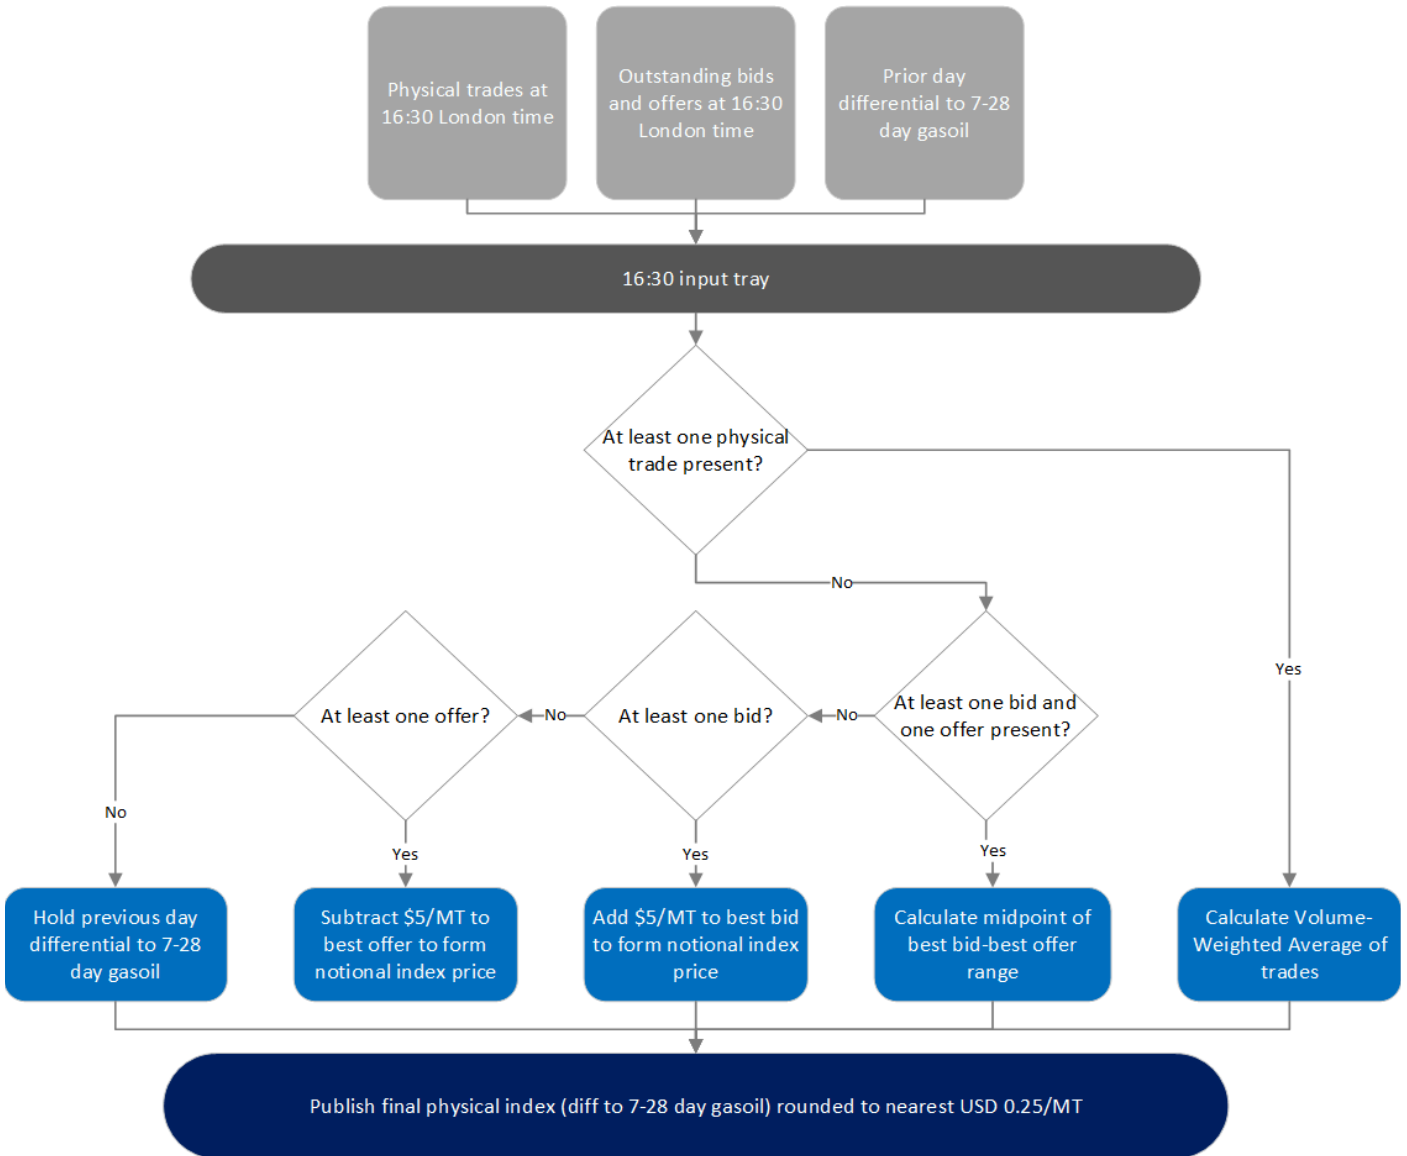 Physical trades at
16:30 London time
Outstanding bids
and offers at 16:30
London time
Prior day
differential to 7-28
day gasoil
16:30 input tray
At least one physical
trade present?
No
Yes
At least one offer?
No
At least one bid?
No
At least one bid and
one offer present?
No
Yes
Yes
Yes
Hold previous day
differential to 7-28
day gasoil
Subtract $5/MT to
best offer to form
notional index price
Add $5/MT to best bid
to form notional index
price
Calculate midpoint of
best bid-best offer
range
Calculate Volume-
Weighted Average of
trades
Publish final physical index (diff to 7-28 day gasoil) rounded to nearest USD 0.25/MT